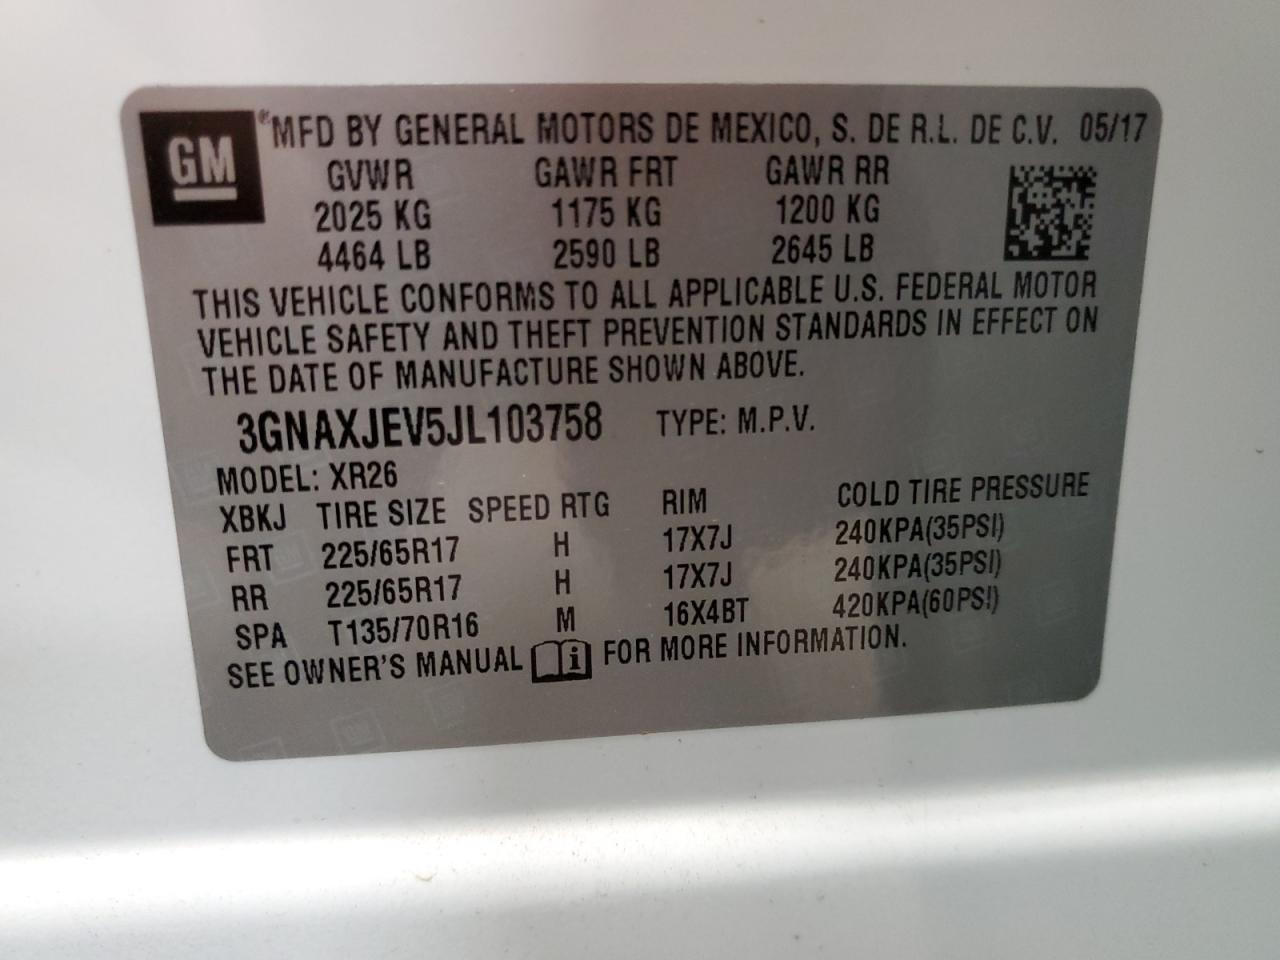 GM ® MFD BY GENERAL MOTORS DE MEXICO, S. DE R.L. DE C.V. 05/17
GVWR GAWR FRT GAWR RR
2025 KG 1175 KG 1200 KG
4464 LB 2590 LB 2645 LB
THIS VEHICLE CONFORMS TO ALL APPLICABLE U.S. FEDERAL MOTOR
VEHICLE SAFETY AND THEFT PREVENTION STANDARDS IN EFFECT ON
THE DATE OF MANUFACTURE SHOWN ABOVE.
3GNAXJEV5JL103758 TYPE: M.P.V.
MODEL: XR26
XBKJ TIRE SIZE SPEED RTG RIM COLD TIRE PRESSURE
FRT 225/65R17 H 17X7J 240KPA(35PSI)
RR 225/65R17 H 17X7J 240KPA(35PSI)
SPA T135/70R16 M 16X4BT 420KPA(60PSI)
SEE OWNER'S MANUAL i FOR MORE INFORMATION.